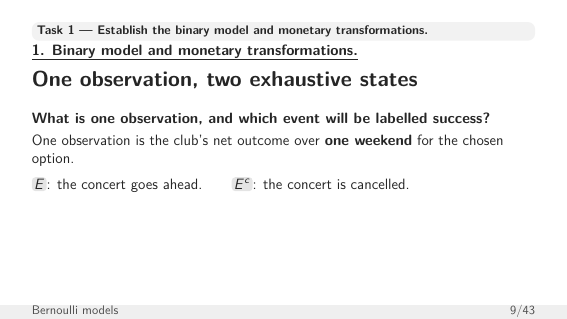 Task 1 — Establish the binary model and monetary transformations.
1. Binary model and monetary transformations.
One observation, two exhaustive states
What is one observation, and which event will be labelled success?
One observation is the club's net outcome over one weekend for the chosen
option.
E: the concert goes ahead. Eᶜ: the concert is cancelled.
Bernoulli models 9/43